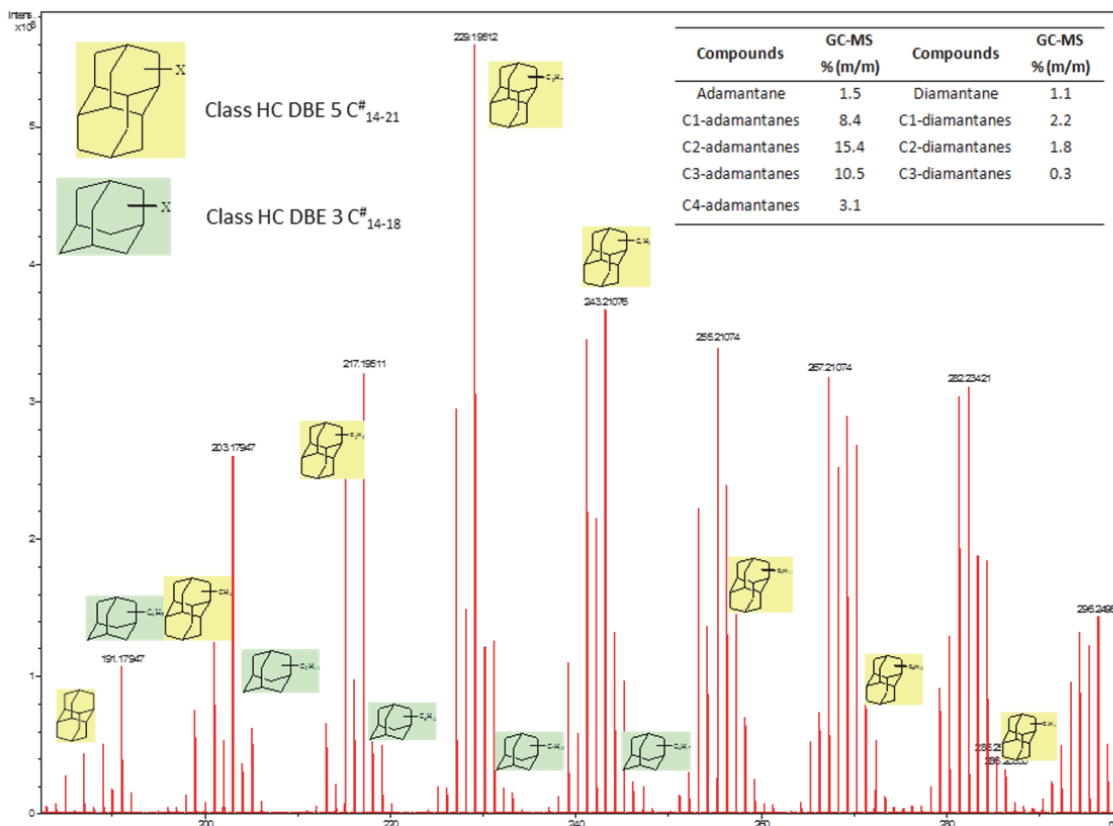 Intens.
x10⁸
229.19512
Compounds GC-MS % (m/m) Compounds GC-MS % (m/m)
Adamantane 1.5 Diamantane 1.1
C1-adamantanes 8.4 C1-diamantanes 2.2
C2-adamantanes 15.4 C2-diamantanes 1.8
C3-adamantanes 10.5 C3-diamantanes 0.3
C4-adamantanes 3.1
X
Class HC DBE 5 C#14-21
X
Class HC DBE 3 C#14-18
5
4
243.21075
255.21074
217.19511
267.21074
282.23421
3
203.17947
2
296.2498
191.17947
1
0
200
220
240
260
280